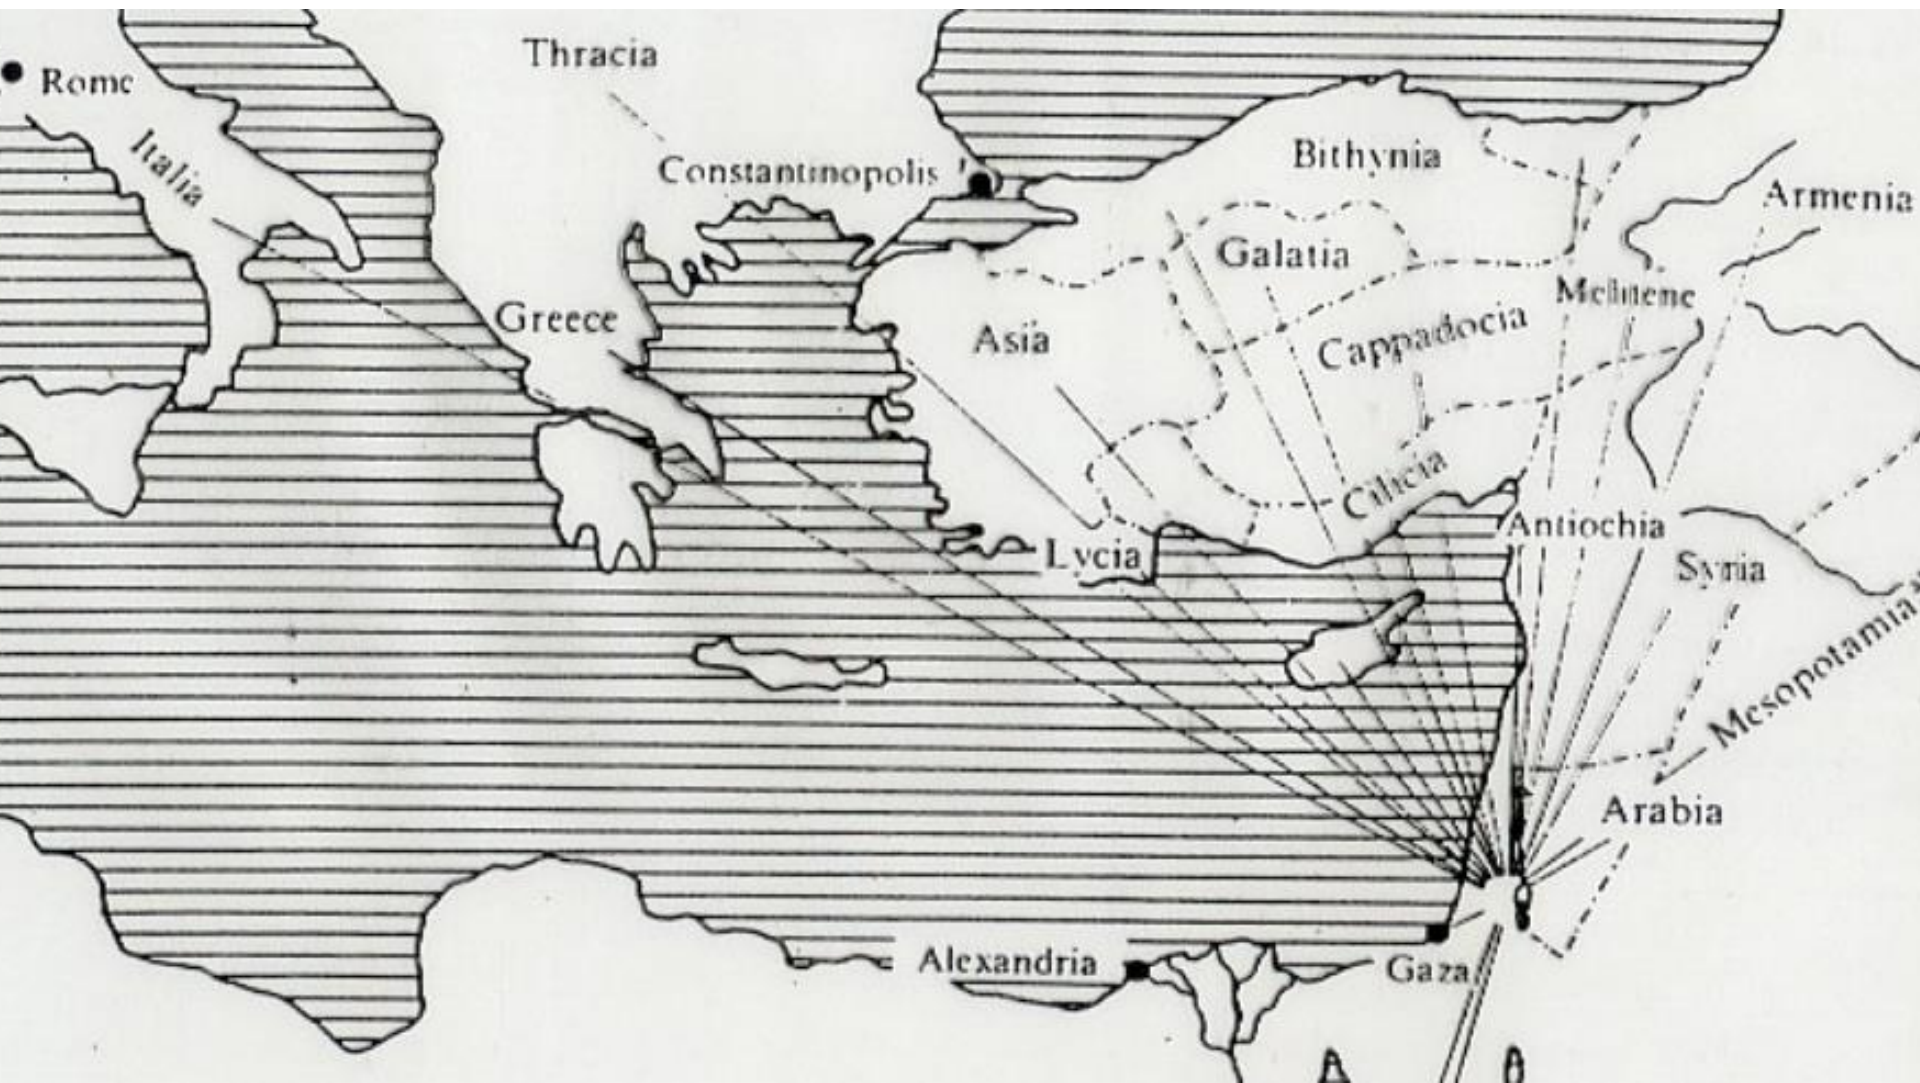 Thracia
Rome
Italia
Constantinopolis
Bithynia
Armenia
Galatia
Melitene
Greece
Asia
Cappadocia
Cilicia
Antiochia
Lycia
Syria
Mesopotamia
Arabia
Alexandria
Gaza